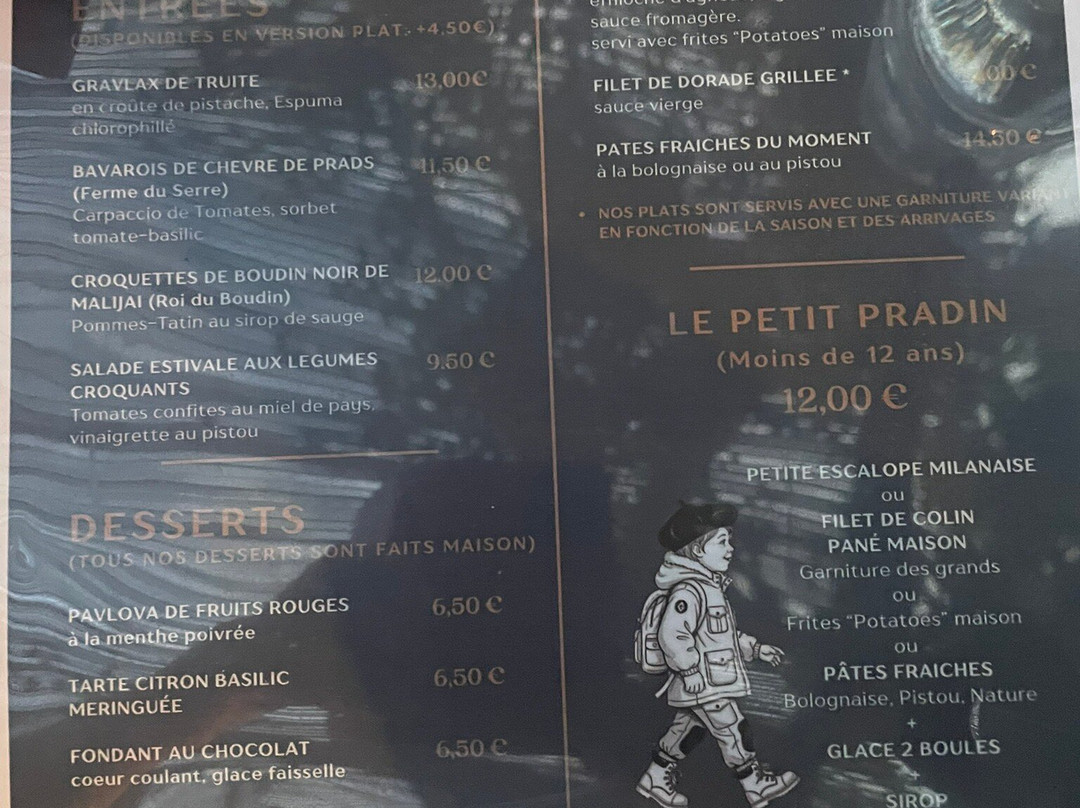 ENTRÉES
(DISPONIBLES EN VERSION PLAT: +4,50€)
GRAVLAX DE TRUITE 13,00€
en croûte de pistache, Espuma
chlorophille
BAVAROIS DE CHEVRE DE PRADS 11,50 €
(Ferme du Serre)
Carpaccio de Tomates, sorbet
tomate-basilic
CROQUETTES DE BOUDIN NOIR DE 12.00 €
MALIJAI (Roi du Boudin)
Pommes-Tatin au sirop de sauge
SALADE ESTIVALE AUX LEGUMES 9.50 €
CROQUANTS
Tomates confites au miel de pays,
vinaigrette au pistou
DESSERTS
(TOUS NOS DESSERTS SONT FAITS MAISON)
PAVLOVA DE FRUITS ROUGES 6,50 €
à la menthe poivrée
TARTE CITRON BASILIC 6,50 €
MERINGUÉE
FONDANT AU CHOCOLAT 6,50 €
coeur coulant, glace faisselle
sauce fromagère.
servi avec frites "Potatoes" maison
FILET DE DORADE GRILLEE *
sauce vierge
PATES FRAICHES DU MOMENT 14,50 €
à la bolognaise ou au pistou
• NOS PLATS SONT SERVIS AVEC UNE GARNITURE VARIANT
EN FONCTION DE LA SAISON ET DES ARRIVAGES
LE PETIT PRADIN
(Moins de 12 ans)
12,00 €
PETITE ESCALOPE MILANAISE
ou
FILET DE COLIN
PANÉ MAISON
Garniture des grands
ou
Frites "Potatoes" maison
ou
PÂTES FRAICHES
Bolognaise, Pistou, Nature
+
GLACE 2 BOULES
+
SIROP